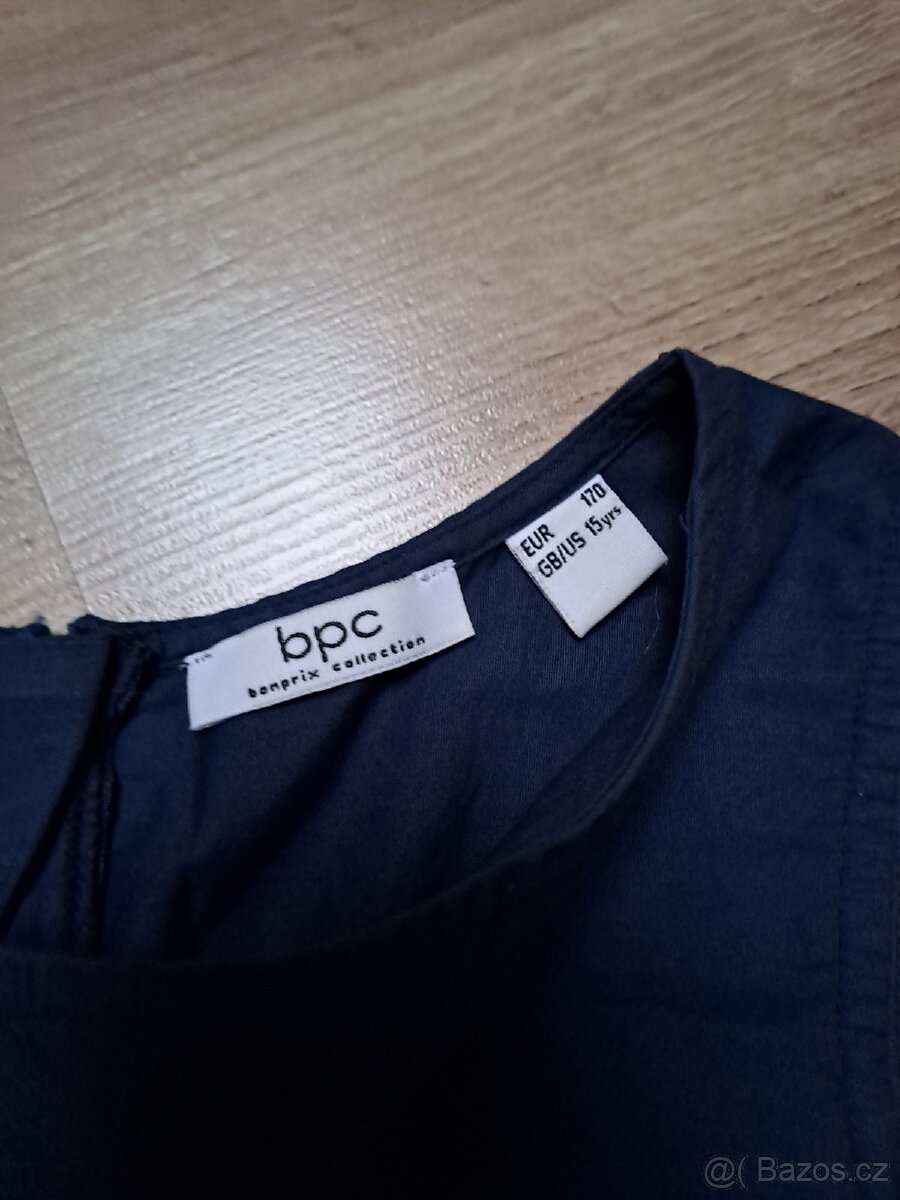 bpc
bonprix collection
EUR 170
GB/US 15yrs
@( Bazos.cz